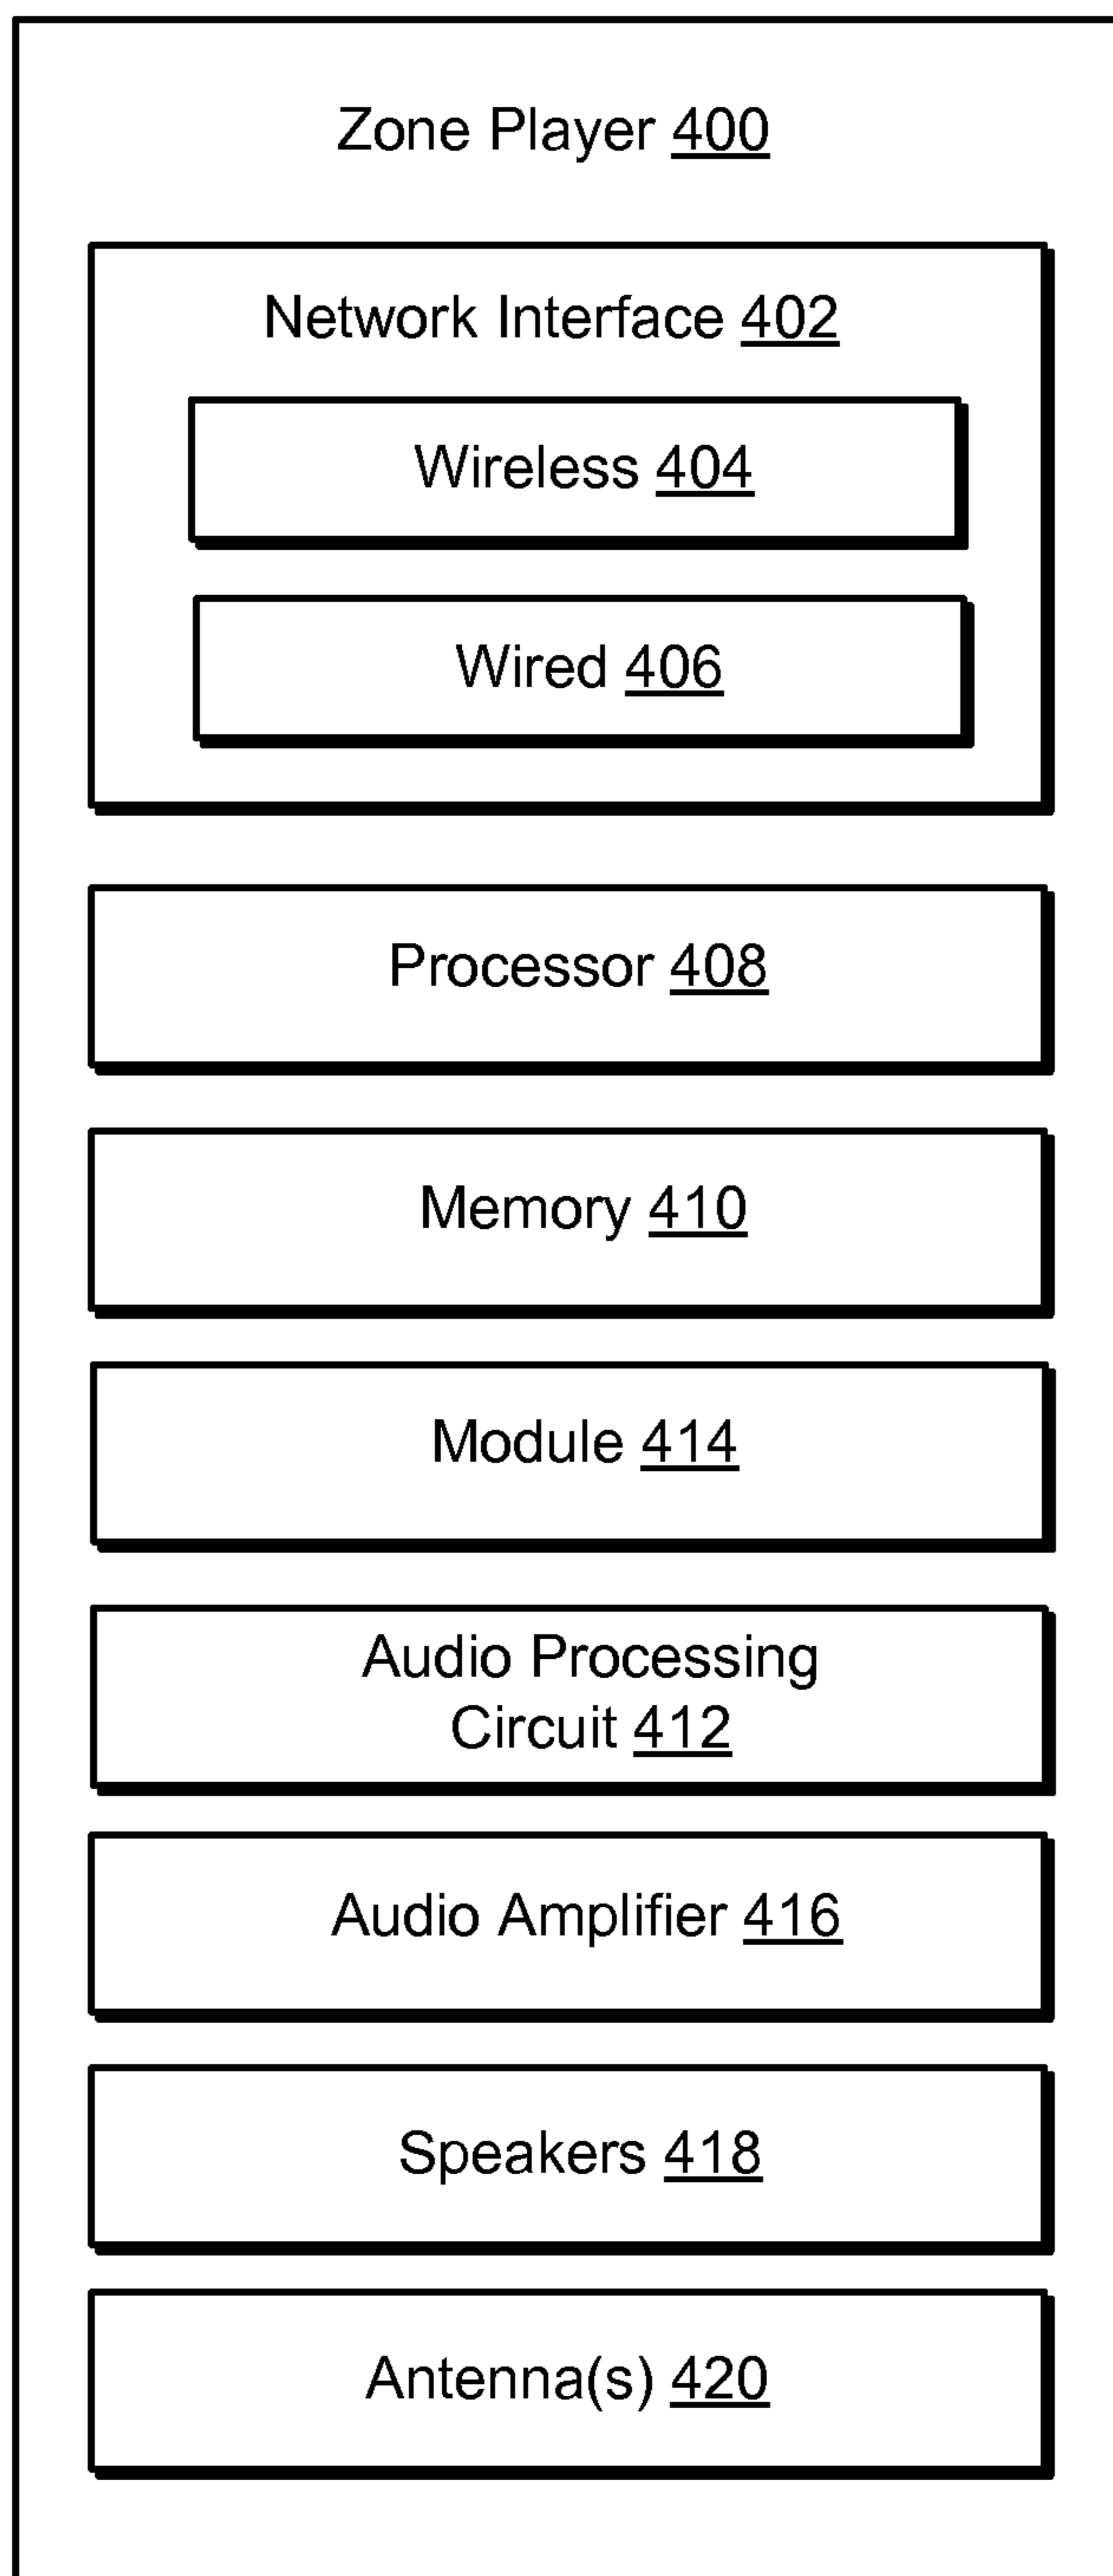 Zone Player 400
Network Interface 402
Wireless 404
Wired 406
Processor 408
Memory 410
Module 414
Audio Processing
Circuit 412
Audio Amplifier 416
Speakers 418
Antenna(s) 420